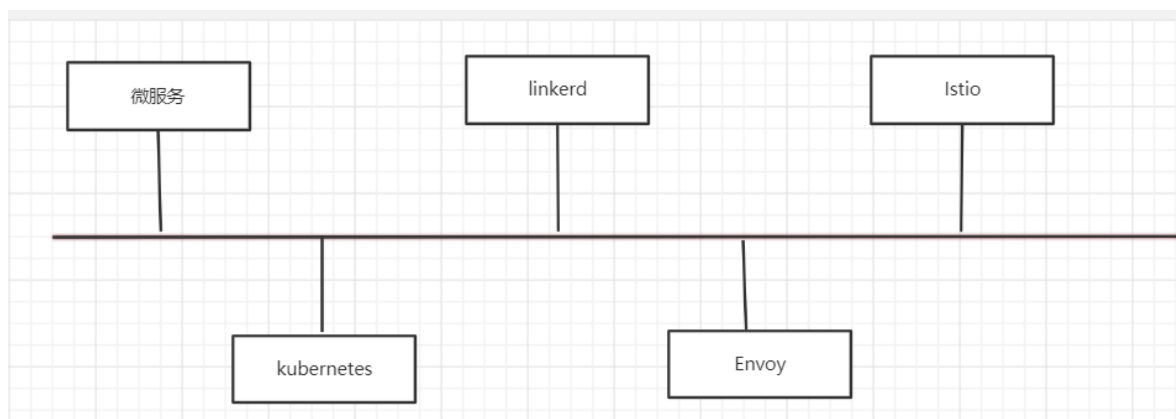 微服务
linkerd
Istio
kubernetes
Envoy